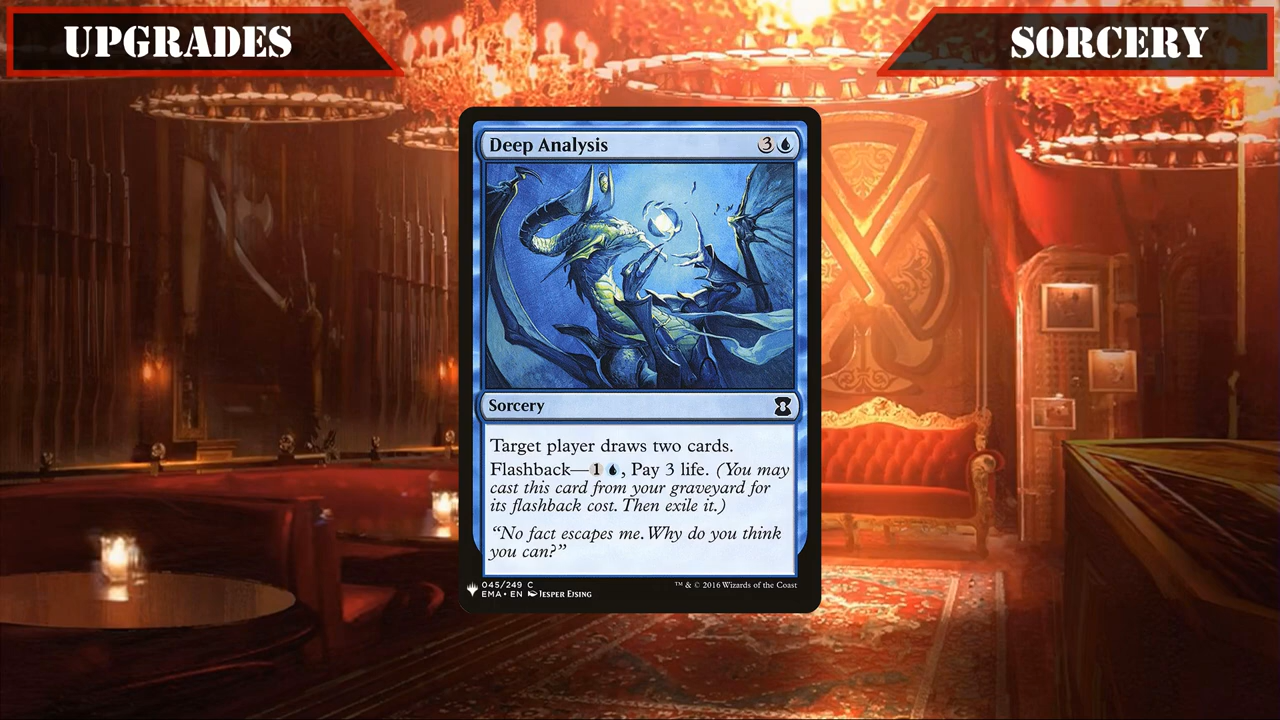 UPGRADES
SORCERY
Deep Analysis 3
Sorcery
Target player draws two cards.
Flashback—1, Pay 3 life. (You may
cast this card from your graveyard for
its flashback cost. Then exile it.)
“No fact escapes me. Why do you think
you can?”
045/249 C
EMA • EN JESPER EJSING
™ & © 2016 Wizards of the Coast